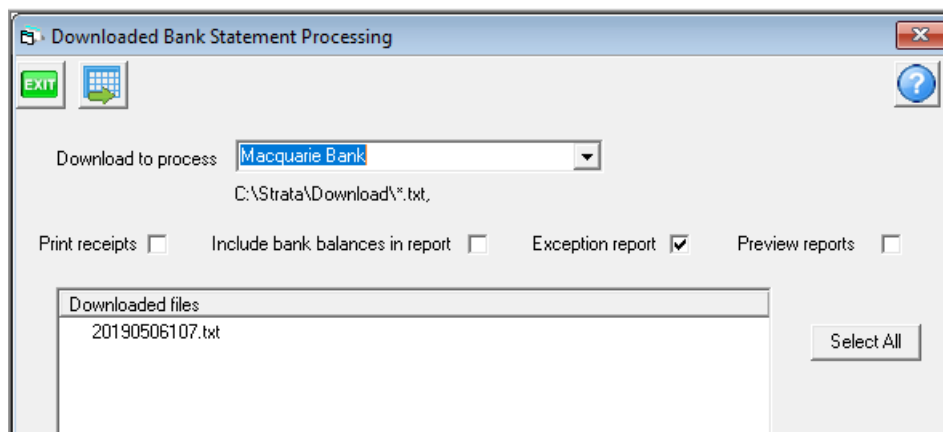 Downloaded Bank Statement Processing
EXIT
?
Download to process Macquarie Bank
C:\Strata\Download\*.txt,
Print receipts Include bank balances in report Exception report Preview reports
Downloaded files
20190506107.txt
Select All